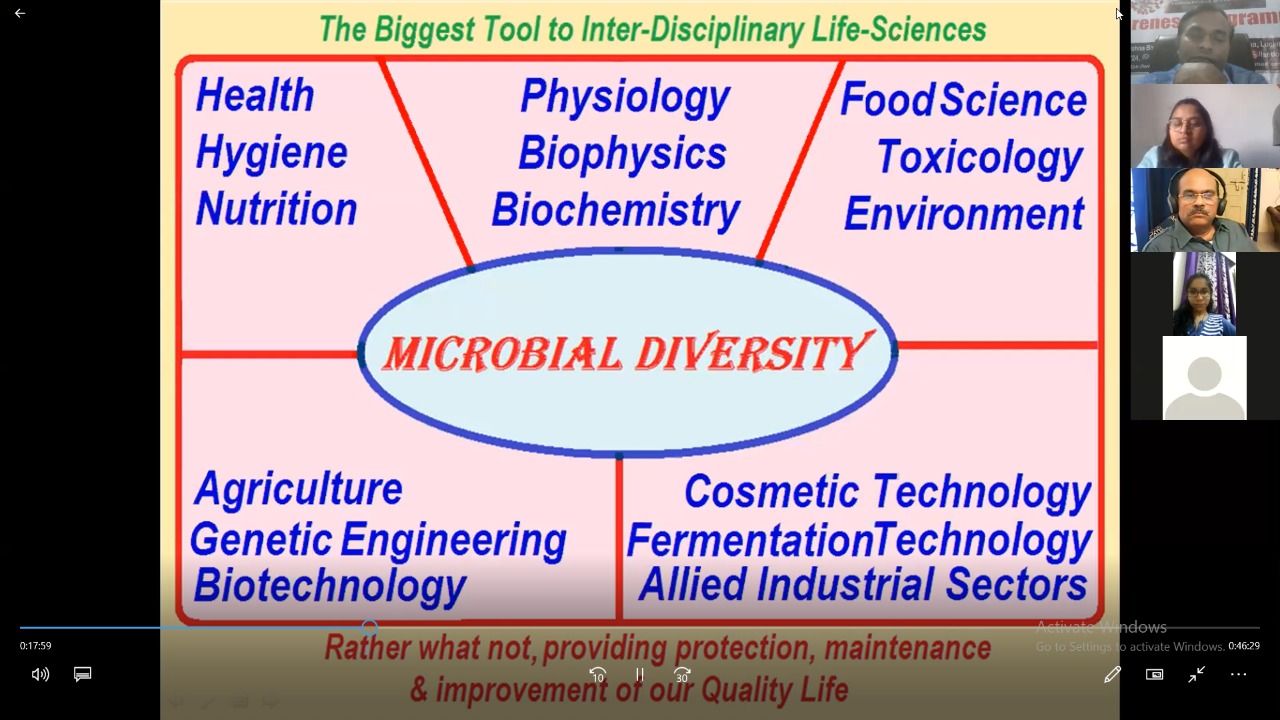 The Biggest Tool to Inter-Disciplinary Life-Sciences
Health
Hygiene
Nutrition
Physiology
Biophysics
Biochemistry
Food Science
Toxicology
Environment
MICROBIAL DIVERSITY
Agriculture
Genetic Engineering
Biotechnology
Cosmetic Technology
Fermentation Technology
Allied Industrial Sectors
Rather what not, providing protection, maintenance
& improvement of our Quality Life
Activate Windows
Go to Settings to activate Windows.
0:17:59
0:46:29
10
30